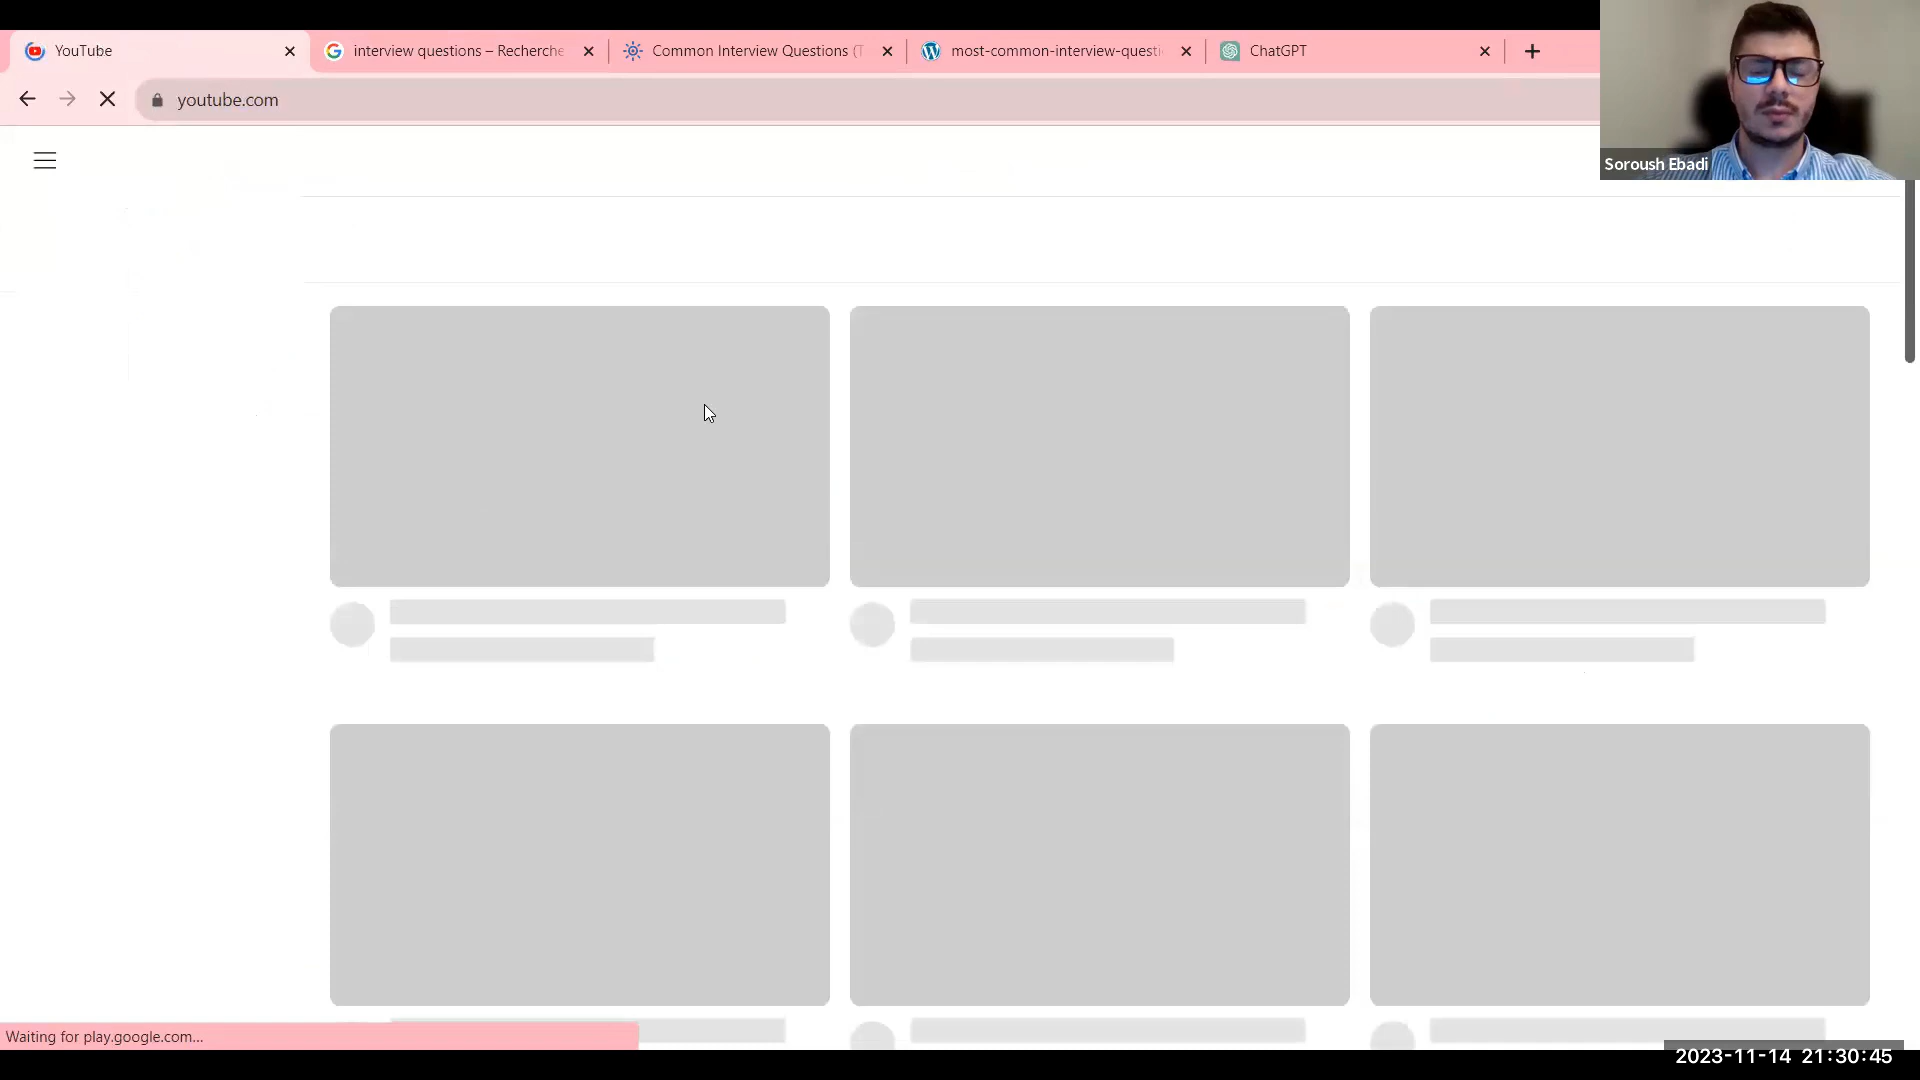 YouTube
interview questions – Recherche
Common Interview Questions (T
most-common-interview-questi
ChatGPT
youtube.com
Soroush Ebadi
Waiting for play.google.com...
2023-11-14 21:30:45